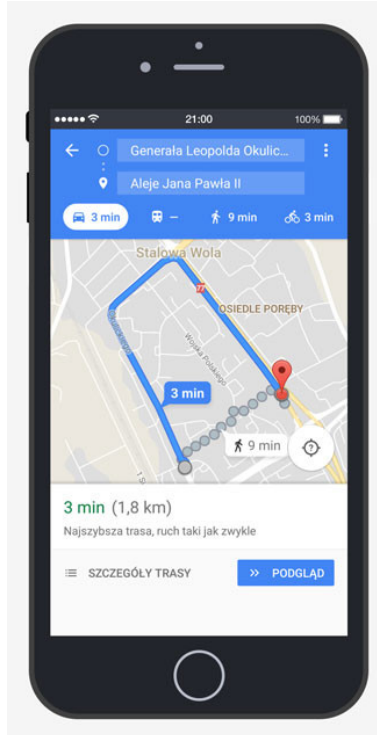 21:00
100%
Generała Leopolda Okulic...
Aleje Jana Pawła II
3 min
–
9 min
3 min
Stalowa Wola
OSIEDLE PORĘBY
Wojska Polskiego
3 min
9 min
3 min (1,8 km)
Najszybsza trasa, ruch taki jak zwykle
SZCZEGÓŁY TRASY
PODGLĄD